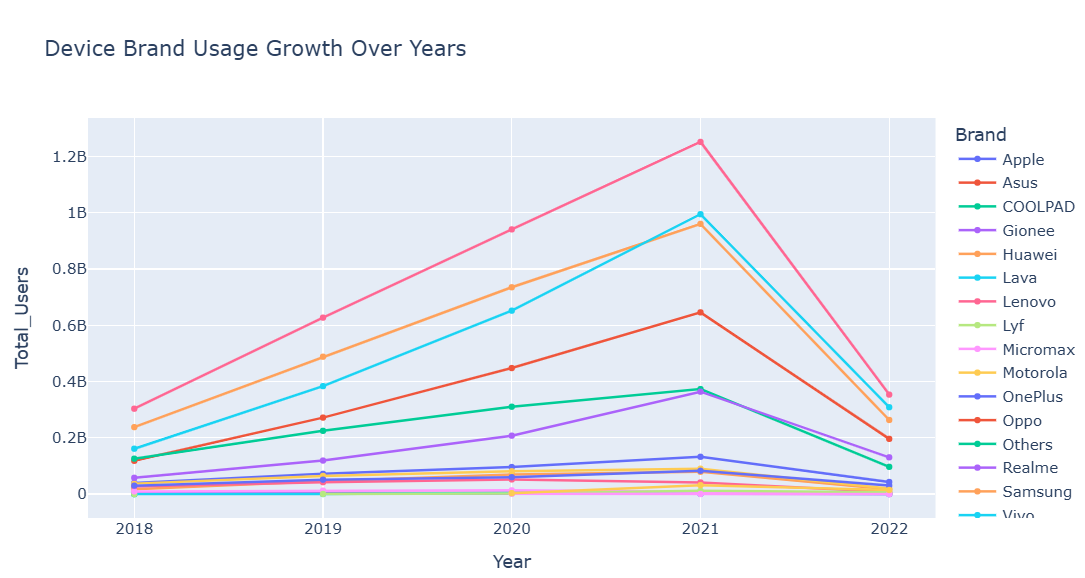 Device Brand Usage Growth Over Years
Brand
Apple
Asus
COOLPAD
Gionee
Huawei
Lava
Lenovo
Lyf
Micromax
Motorola
OnePlus
Oppo
Others
Realme
Samsung
Vivo
1.2B
1B
0.8B
0.6B
0.4B
0.2B
0
Total_Users
2018
2019
2020
2021
2022
Year